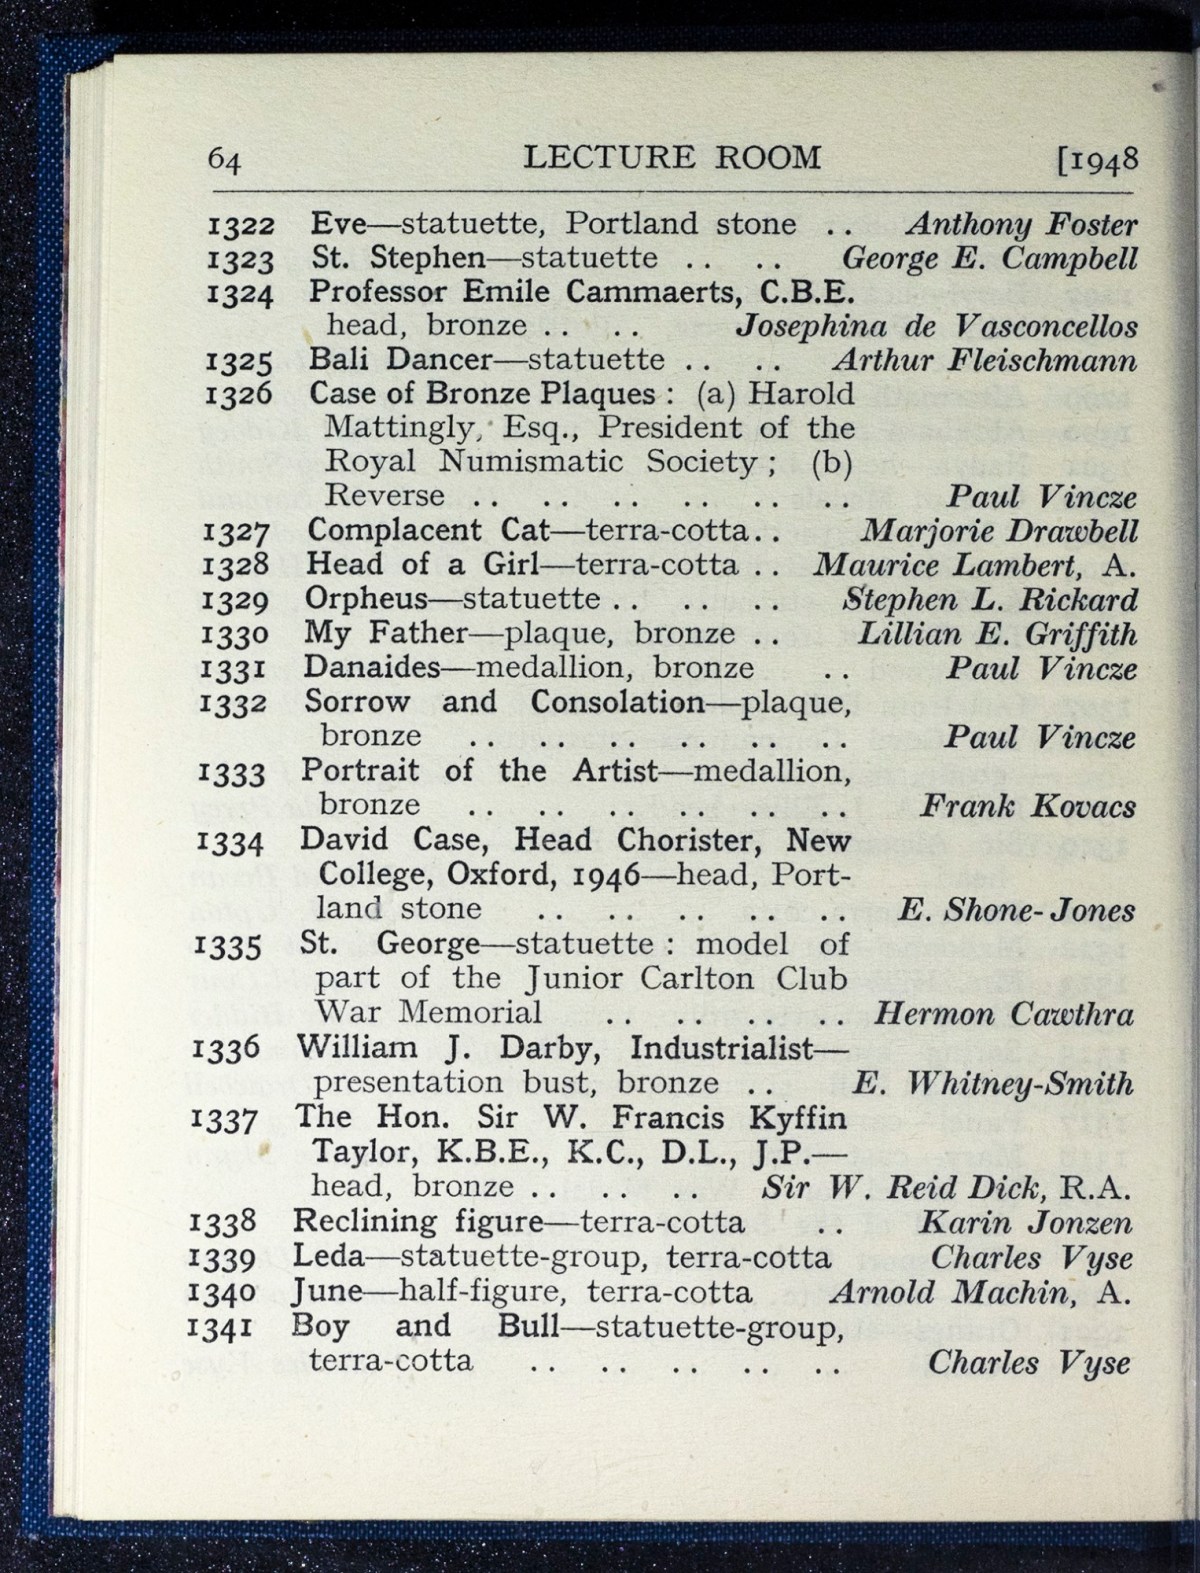 64 LECTURE ROOM [1948
1322 Eve—statuette, Portland stone .. Anthony Foster
1323 St. Stephen—statuette .. .. George E. Campbell
1324 Professor Emile Cammaerts, C.B.E.
head, bronze .. .. Josephina de Vasconcellos
1325 Bali Dancer—statuette .. .. Arthur Fleischmann
1326 Case of Bronze Plaques : (a) Harold
Mattingly, Esq., President of the
Royal Numismatic Society ; (b)
Reverse .. .. .. .. .. .. Paul Vincze
1327 Complacent Cat—terra-cotta.. Marjorie Drawbell
1328 Head of a Girl—terra-cotta .. Maurice Lambert, A.
1329 Orpheus—statuette .. .. .. Stephen L. Rickard
1330 My Father—plaque, bronze .. Lillian E. Griffith
1331 Danaides—medallion, bronze .. Paul Vincze
1332 Sorrow and Consolation—plaque,
bronze .. .. .. .. .. .. Paul Vincze
1333 Portrait of the Artist—medallion,
bronze .. .. .. .. .. .. Frank Kovacs
1334 David Case, Head Chorister, New
College, Oxford, 1946—head, Port-
land stone .. .. .. .. .. E. Shone-Jones
1335 St. George—statuette : model of
part of the Junior Carlton Club
War Memorial .. .. .. .. Hermon Cawthra
1336 William J. Darby, Industrialist—
presentation bust, bronze .. E. Whitney-Smith
1337 The Hon. Sir W. Francis Kyffin
Taylor, K.B.E., K.C., D.L., J.P.—
head, bronze .. .. .. Sir W. Reid Dick, R.A.
1338 Reclining figure—terra-cotta .. Karin Jonzen
1339 Leda—statuette-group, terra-cotta Charles Vyse
1340 June—half-figure, terra-cotta Arnold Machin, A.
1341 Boy and Bull—statuette-group,
terra-cotta .. .. .. .. .. Charles Vyse